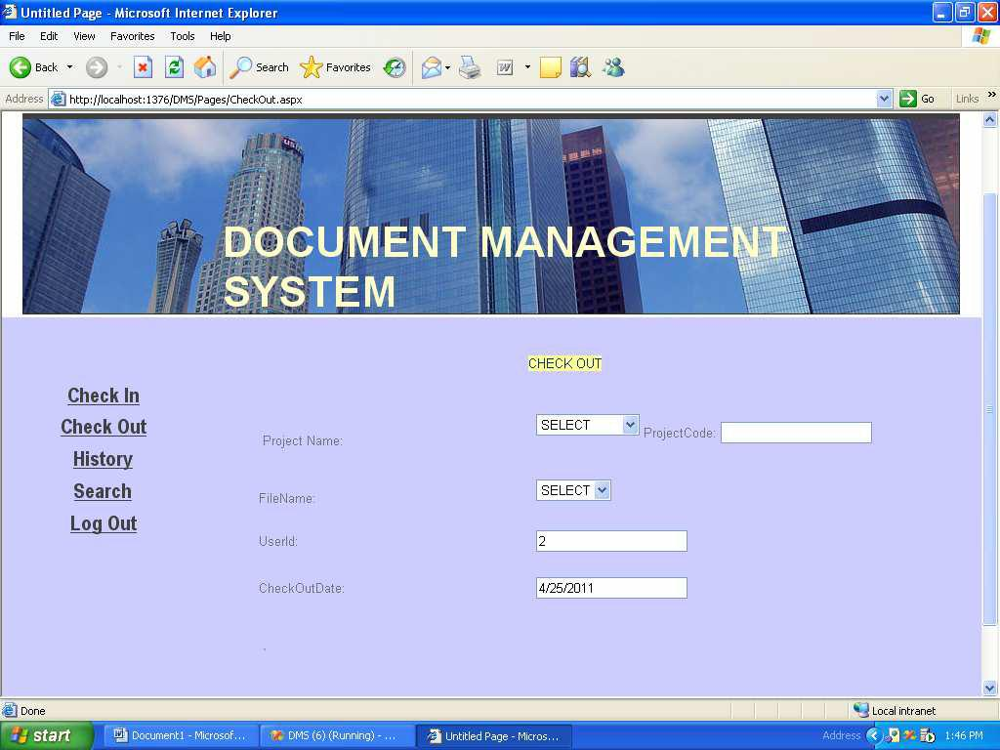 Untitled Page - Microsoft Internet Explorer
File Edit View Favorites Tools Help
Back Search Favorites
Address http://localhost:1376/DMS/Pages/CheckOut.aspx Go Links »
DOCUMENT MANAGEMENT
SYSTEM
CHECK OUT
Check In
Check Out
History
Search
Log Out
Project Name: SELECT ProjectCode:
FileName: SELECT
UserId: 2
CheckOutDate: 4/25/2011
.
Done Local intranet
start Document1 - Microsof... DMS (6) (Running) - ... Untitled Page - Micros... Address 1:46 PM